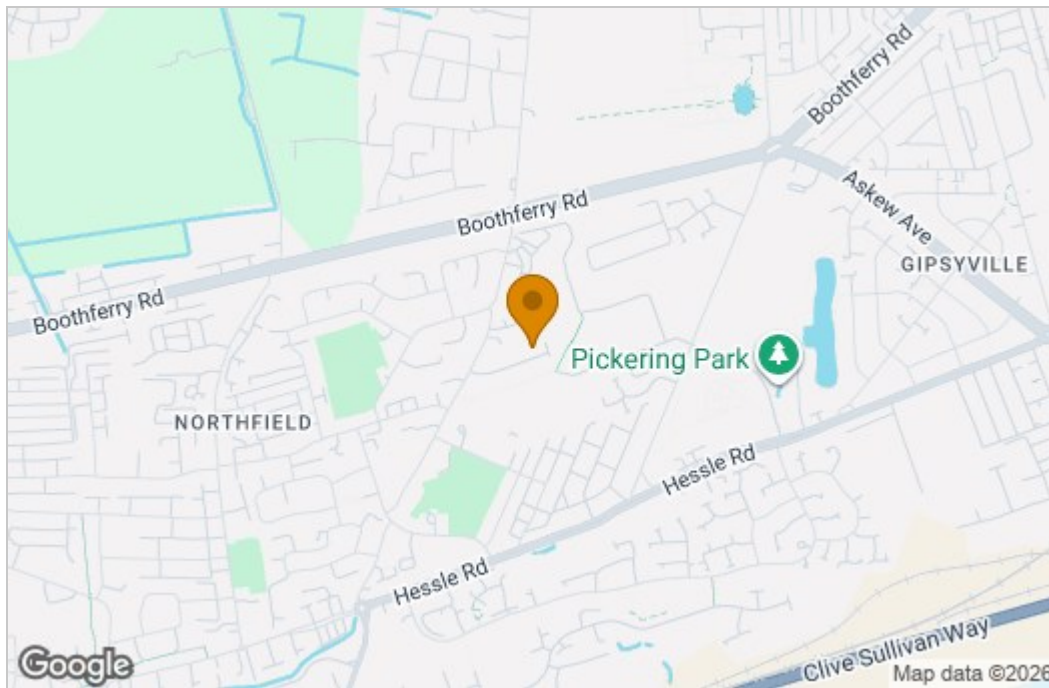 Boothferry Rd
Boothferry Rd
Askew Ave
GIPSYVILLE
Boothferry Rd
Pickering Park
NORTHFIELD
Hessle Rd
Hessle Rd
Clive Sullivan Way
Google
Map data ©2026